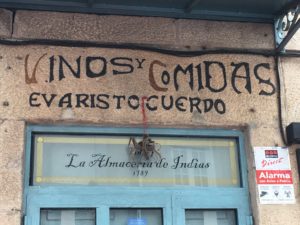 VINOS Y COMIDAS
EVARISTO CUERDO
La Almacería de Indias
1789
Alarma